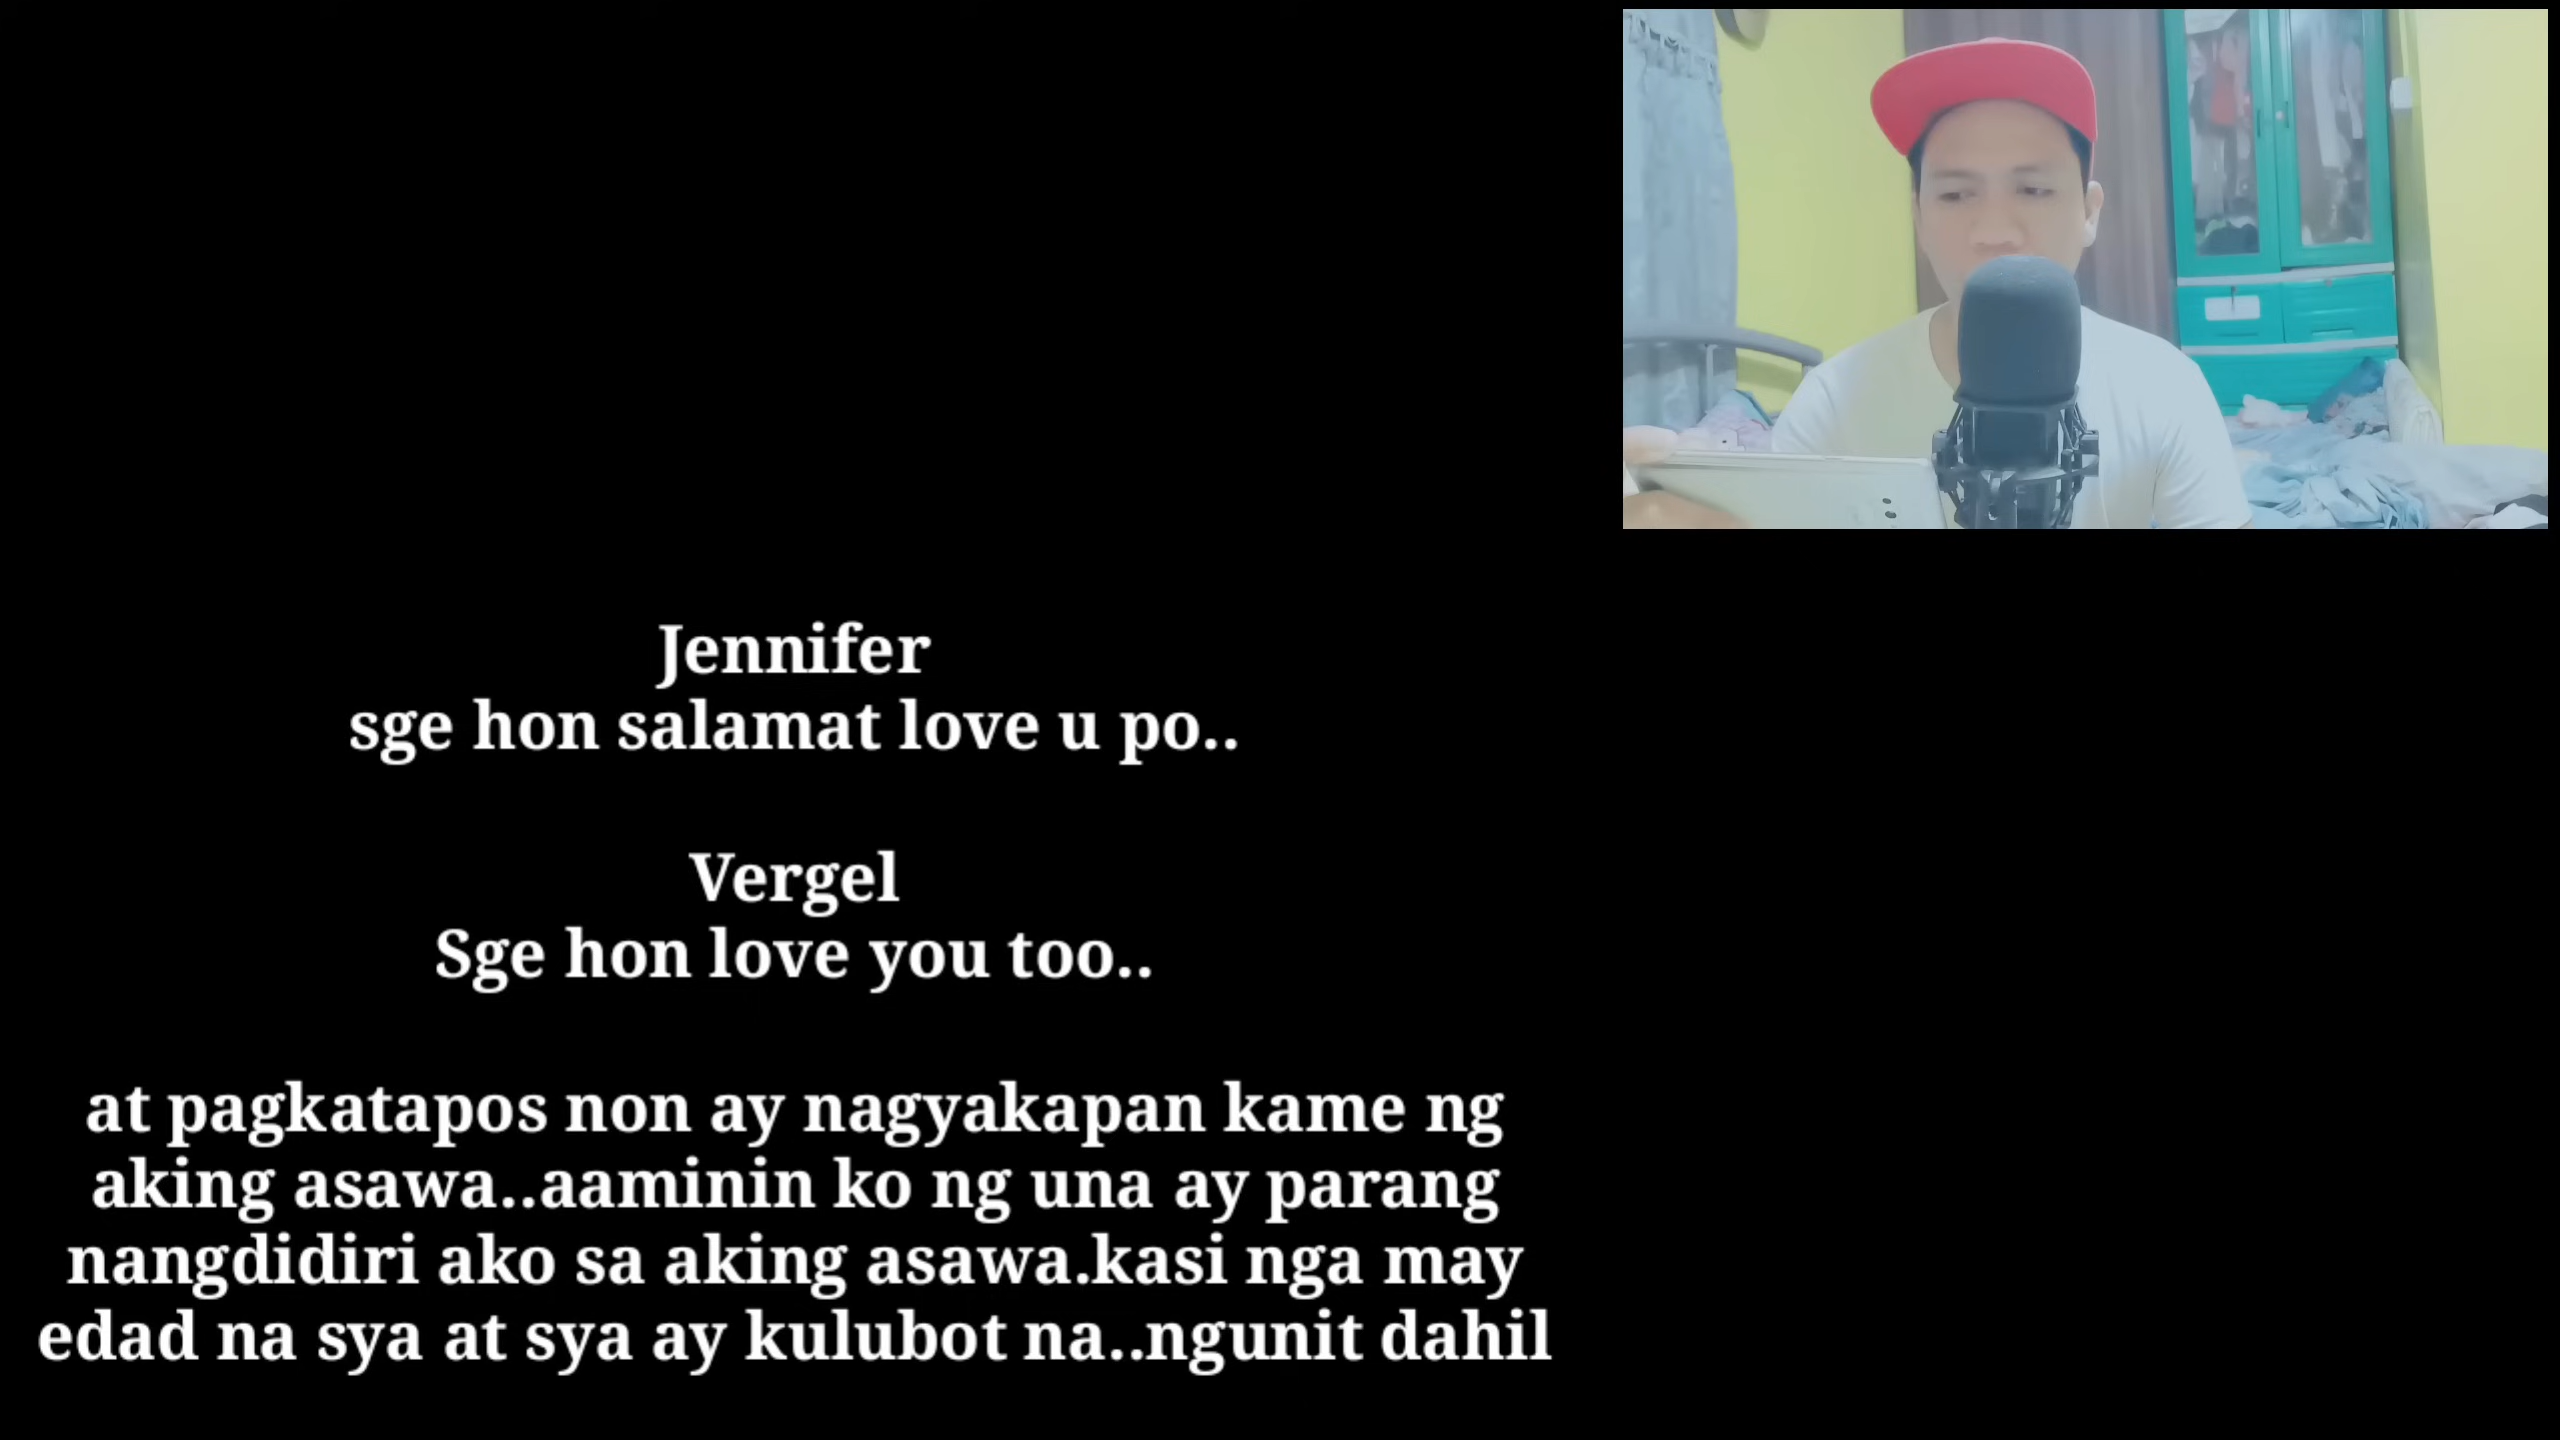 Jennifer
sge hon salamat love u po..
Vergel
Sge hon love you too..
at pagkatapos non ay nagyakapan kame ng
aking asawa..aaminin ko ng una ay parang
nangdidiri ako sa aking asawa.kasi nga may
edad na sya at sya ay kulubot na..ngunit dahil